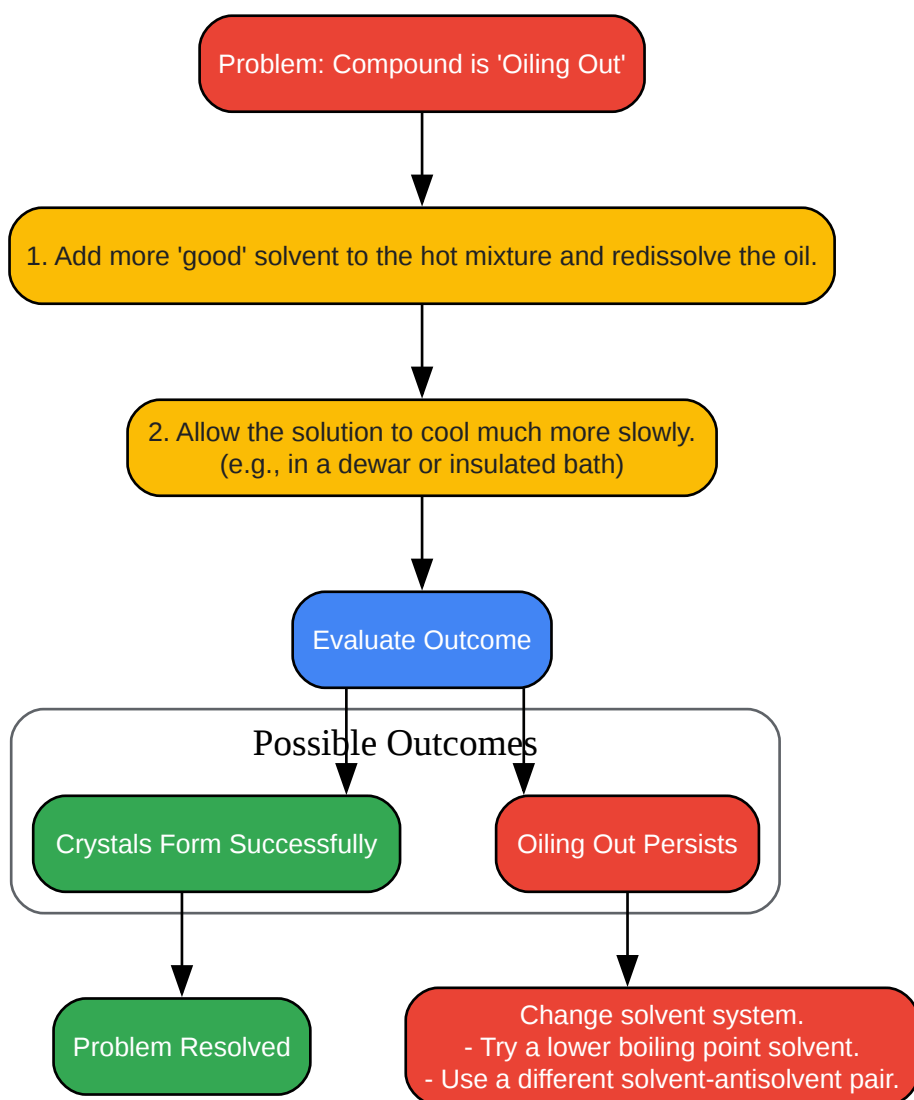 Problem: Compound is 'Oiling Out'
1. Add more 'good' solvent to the hot mixture and redissolve the oil.
2. Allow the solution to cool much more slowly.
(e.g., in a dewar or insulated bath)
Evaluate Outcome
Possible Outcomes
Crystals Form Successfully
Oiling Out Persists
Problem Resolved
Change solvent system.
- Try a lower boiling point solvent.
- Use a different solvent-antisolvent pair.